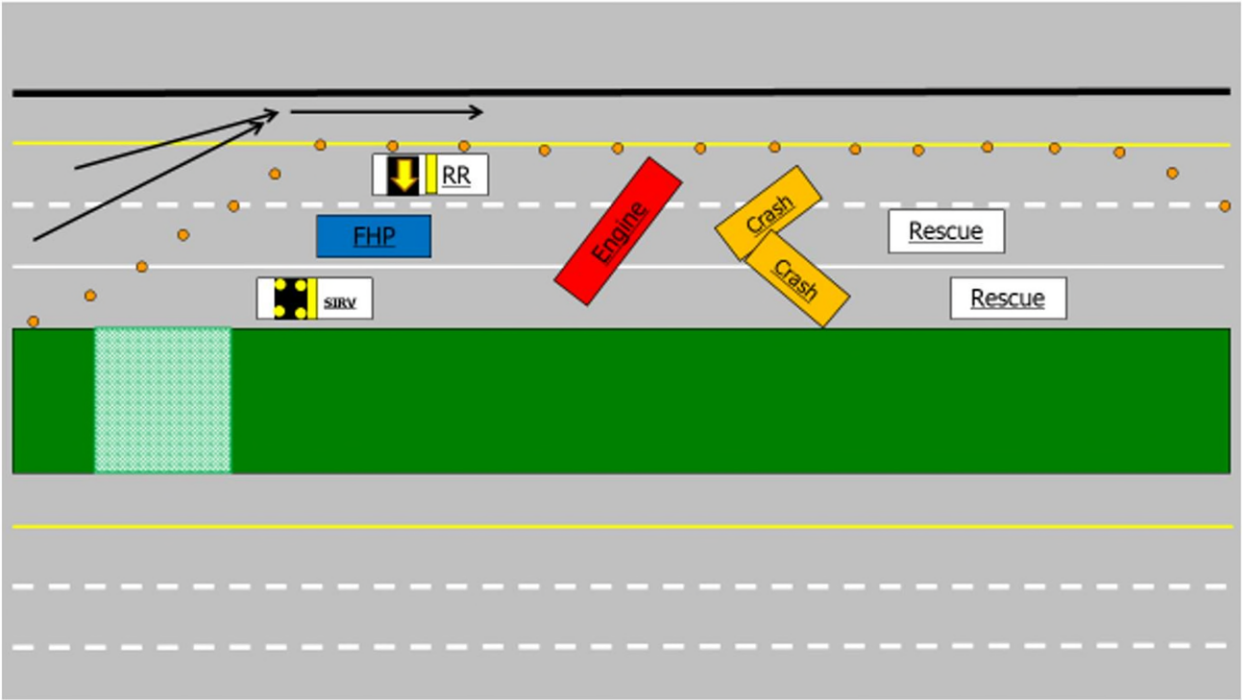 RR
FHP
Engine
Crash
Rescue
SIRV
Crash
Rescue